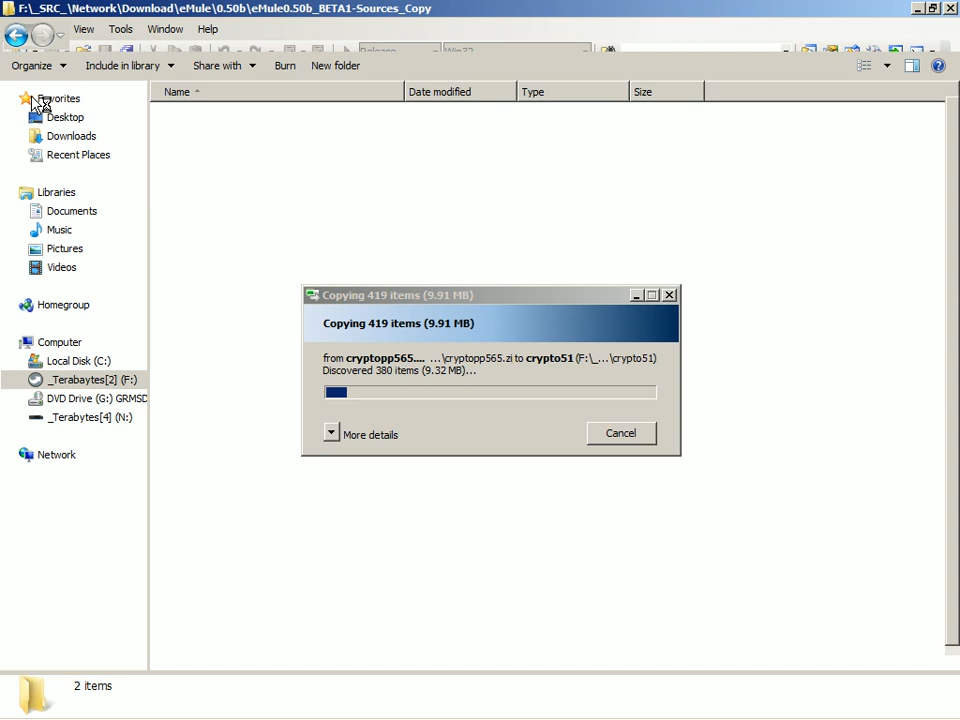 F:\_SRC_\Network\Download\eMule\0.50b\eMule0.50b_BETA1-Sources_Copy
View Tools Window Help
Release Win32
Organize Include in library Share with Burn New folder
Name Date modified Type Size
Favorites
Desktop
Downloads
Recent Places
Libraries
Documents
Music
Pictures
Videos
Homegroup
Computer
Local Disk (C:)
_Terabaytes[2] (F:)
DVD Drive (G:) GRMSD
_Terabytes[4] (N:)
Network
Copying 419 items (9.91 MB)
Copying 419 items (9.91 MB)
from cryptopp565.... ...\cryptopp565.zi to crypto51 (F:\_...\crypto51)
Discovered 380 items (9.32 MB)...
More details
Cancel
2 items